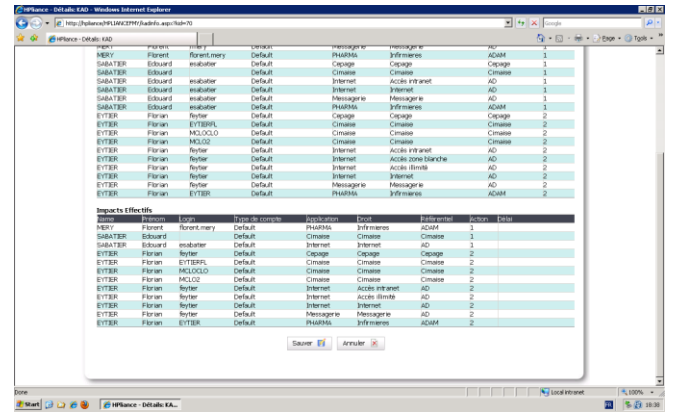 HPliance - Détails: KAD - Windows Internet Explorer
http://hpliance/HPLIANCEPMY/kadinfo.aspx?kid=70
Google
HPliance - Détails: KAD
Page Tools
MERY Florent fmery Default Messagerie Messagerie AD 1
MERY Florent florent.mery Default PHARMA Infirmieres ADAM 1
SABATIER Edouard esabatier Default Cepage Cepage Cepage 1
SABATIER Edouard Default Cimaise Cimaise Cimaise 1
SABATIER Edouard esabatier Default Internet Accès intranet AD 1
SABATIER Edouard esabatier Default Internet Internet AD 1
SABATIER Edouard esabatier Default Messagerie Messagerie AD 1
SABATIER Edouard esabatier Default PHARMA Infirmieres ADAM 1
EYTIER Florian feytier Default Cepage Cepage Cepage 2
EYTIER Florian EYTIERFL Default Cimaise Cimaise Cimaise 2
EYTIER Florian MCLOCLO Default Cimaise Cimaise Cimaise 2
EYTIER Florian MCLO2 Default Cimaise Cimaise Cimaise 2
EYTIER Florian feytier Default Internet Accès intranet AD 2
EYTIER Florian feytier Default Internet Accès zone blanche AD 2
EYTIER Florian feytier Default Internet Accès illimité AD 2
EYTIER Florian feytier Default Internet Internet AD 2
EYTIER Florian feytier Default Messagerie Messagerie AD 2
EYTIER Florian EYTIER Default PHARMA Infirmieres ADAM 2
Impacts Effectifs
Name Prénom Login Type de compte Application Droit Référentiel Action Délai
MERY Florent florent.mery Default PHARMA Infirmieres ADAM 1
SABATIER Edouard Default Cimaise Cimaise Cimaise 1
SABATIER Edouard esabatier Default Internet Internet AD 1
EYTIER Florian feytier Default Cepage Cepage Cepage 2
EYTIER Florian EYTIERFL Default Cimaise Cimaise Cimaise 2
EYTIER Florian MCLOCLO Default Cimaise Cimaise Cimaise 2
EYTIER Florian MCLO2 Default Cimaise Cimaise Cimaise 2
EYTIER Florian feytier Default Internet Accès intranet AD 2
EYTIER Florian feytier Default Internet Accès illimité AD 2
EYTIER Florian feytier Default Internet Internet AD 2
EYTIER Florian feytier Default Messagerie Messagerie AD 2
EYTIER Florian EYTIER Default PHARMA Infirmieres ADAM 2
Sauver Annuler
Done Local intranet 100%
Start HPliance - Détails: KA... FR 16:38